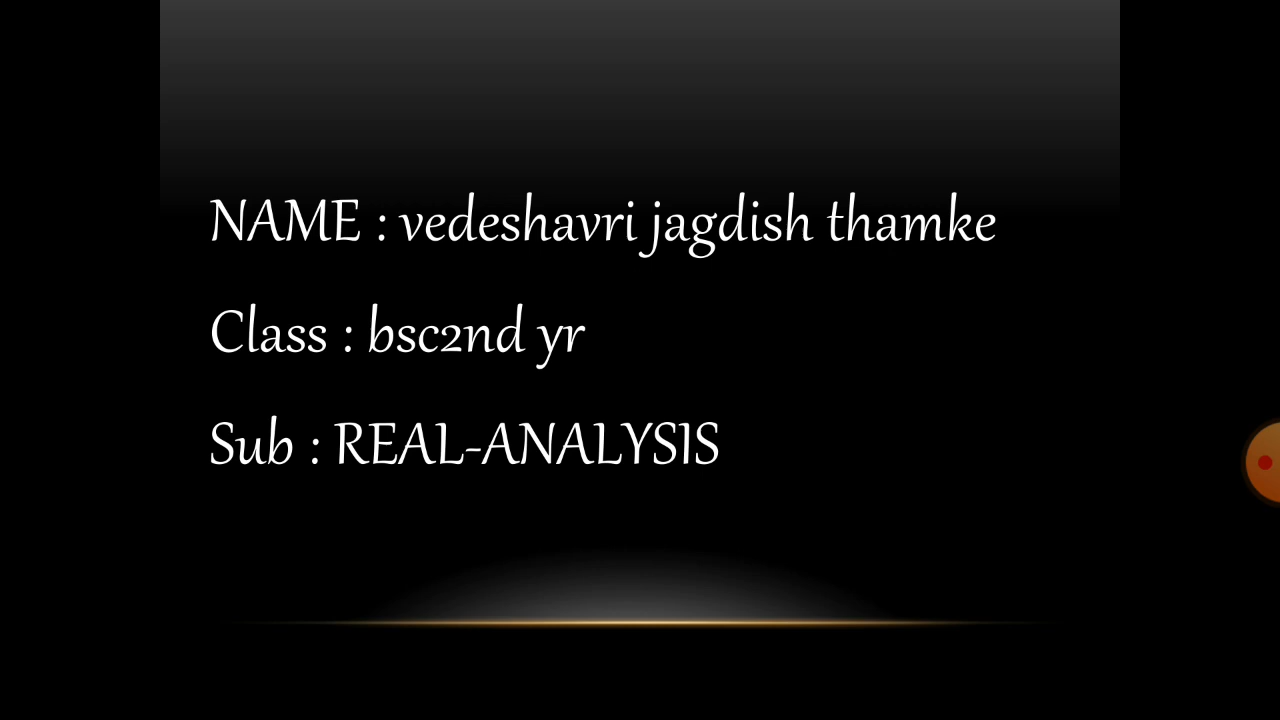 NAME : vedeshavri jagdish thamke
Class : bsc2nd yr
Sub : REAL-ANALYSIS